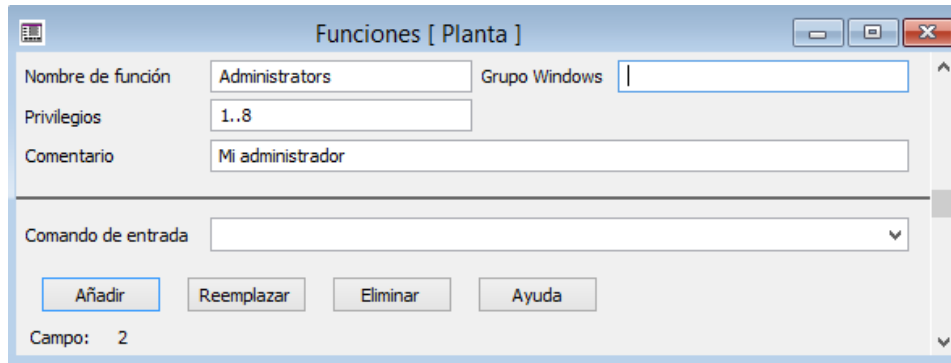 Funciones [ Planta ]
Nombre de función Administrators Grupo Windows
Privilegios 1..8
Comentario Mi administrador
Comando de entrada
Añadir Reemplazar Eliminar Ayuda
Campo: 2